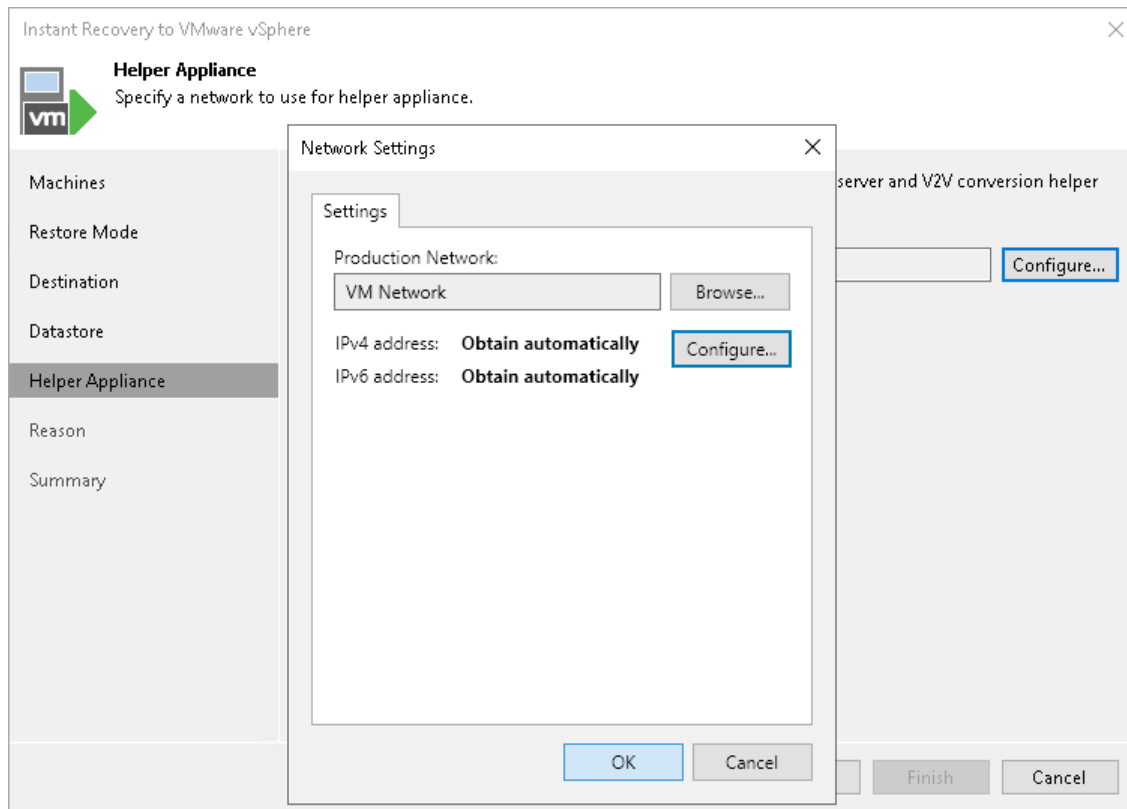 Instant Recovery to VMware vSphere
Helper Appliance
Specify a network to use for helper appliance.
vm
Machines
Restore Mode
Destination
Datastore
Helper Appliance
Reason
Summary
server and V2V conversion helper
Configure...
Network Settings
Settings
Production Network:
VM Network
Browse...
IPv4 address: Obtain automatically
Configure...
IPv6 address: Obtain automatically
OK
Cancel
Finish
Cancel